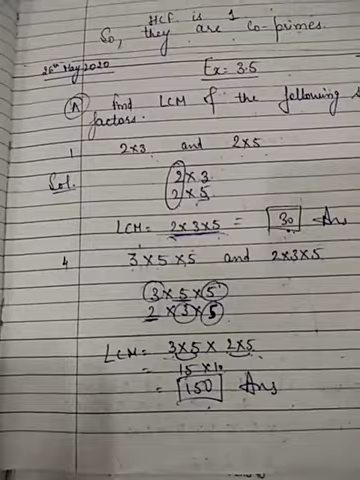 HCF is 1
So, they are Co-primes.
26th May 2020
Ex = 3.5
(A) Find LCM of the following
factors.
1 2×3 and 2×5
Sol. 2 × 3
2 × 5
LCM = 2×3×5 = 30 Ans
4 3×5×5 and 2×3×5
3 × 5 × 5
2 × 3 × 5
LCM = 3×5 × 2×5
= 15 × 10
= 150 Ans